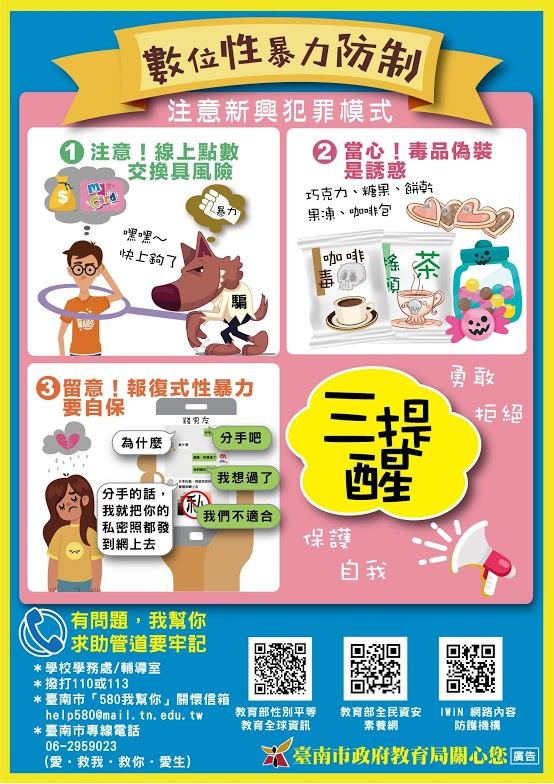 數位性暴力防制
注意新興犯罪模式
1 注意！線上點數
交換具風險
My Card
$
暴力
嘿嘿～
快上鉤了
騙
2 當心！毒品偽裝
是誘惑
巧克力、糖果、餅乾
果凍、咖啡包
咖啡
毒
搖
頭
茶
3 留意！報復式性暴力
要自保
錢男友
為什麼
分手吧
我想過了
分手的話，
我就把你的
私密照都發
到網上去
私
我們不適合
三提醒
勇敢
拒絕
保護
自我
有問題，我幫你
求助管道要牢記
＊學校學務處/輔導室
＊撥打110或113
＊臺南市「580我幫你」關懷信箱
help580@mail.tn.edu.tw
＊臺南市專線電話
06-2959023
(愛・救我・救你・愛生)
教育部性別平等
教育全球資訊
教育部全民資安
素養網
IWIN 網路內容
防護機構
臺南市政府教育局關心您 廣告